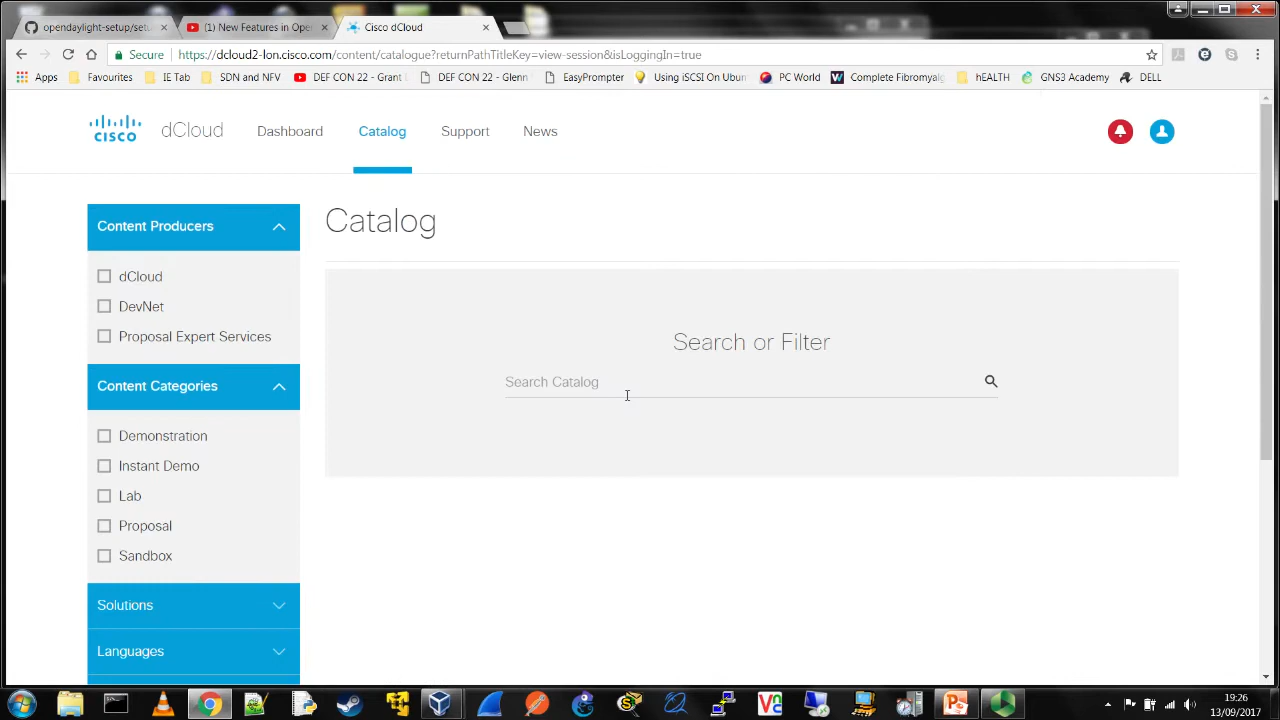 opendaylight-setup/setu
(1) New Features in Open
Cisco dCloud
Secure
https://dcloud2-lon.cisco.com/content/catalogue?returnPathTitleKey=view-session&isLoggingIn=true
Apps
Favourites
IE Tab
SDN and NFV
DEF CON 22 - Grant
DEF CON 22 - Glenn
EasyPrompter
Using iSCSI On Ubun
PC World
Complete Fibromyalg
hEALTH
GNS3 Academy
DELL
CISCO
dCloud
Dashboard
Catalog
Support
News
Content Producers
dCloud
DevNet
Proposal Expert Services
Content Categories
Demonstration
Instant Demo
Lab
Proposal
Sandbox
Solutions
Languages
Catalog
Search or Filter
Search Catalog
19:26
13/09/2017